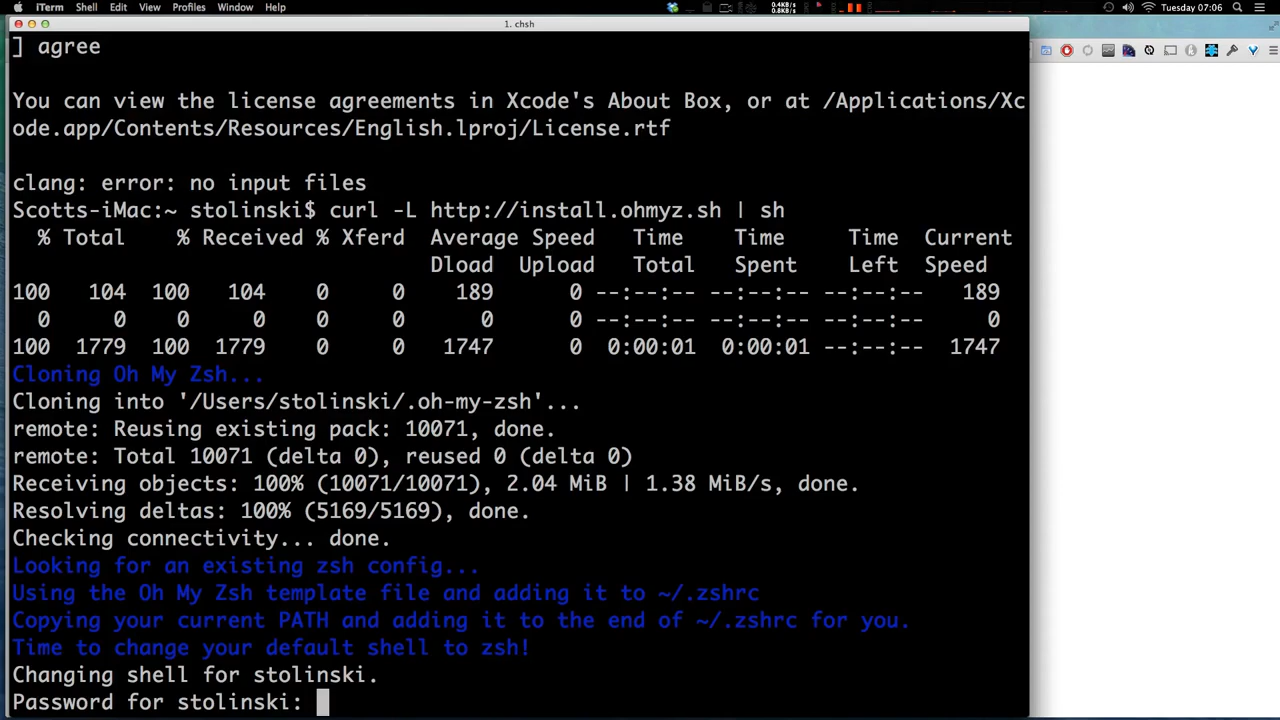 iTerm Shell Edit View Profiles Window Help 0.4KB/s 0.8KB/s Tuesday 07:06
1. chsh
] agree
You can view the license agreements in Xcode's About Box, or at /Applications/Xc
ode.app/Contents/Resources/English.lproj/License.rtf
clang: error: no input files
Scotts-iMac:~ stolinski$ curl -L http://install.ohmyz.sh | sh
% Total % Received % Xferd Average Speed Time Time Time Current
Dload Upload Total Spent Left Speed
100 104 100 104 0 0 189 0 --:--:-- --:--:-- --:--:-- 189
0 0 0 0 0 0 0 0 --:--:-- --:--:-- --:--:-- 0
100 1779 100 1779 0 0 1747 0 0:00:01 0:00:01 --:--:-- 1747
Cloning Oh My Zsh...
Cloning into '/Users/stolinski/.oh-my-zsh'...
remote: Reusing existing pack: 10071, done.
remote: Total 10071 (delta 0), reused 0 (delta 0)
Receiving objects: 100% (10071/10071), 2.04 MiB | 1.38 MiB/s, done.
Resolving deltas: 100% (5169/5169), done.
Checking connectivity... done.
Looking for an existing zsh config...
Using the Oh My Zsh template file and adding it to ~/.zshrc
Copying your current PATH and adding it to the end of ~/.zshrc for you.
Time to change your default shell to zsh!
Changing shell for stolinski.
Password for stolinski: